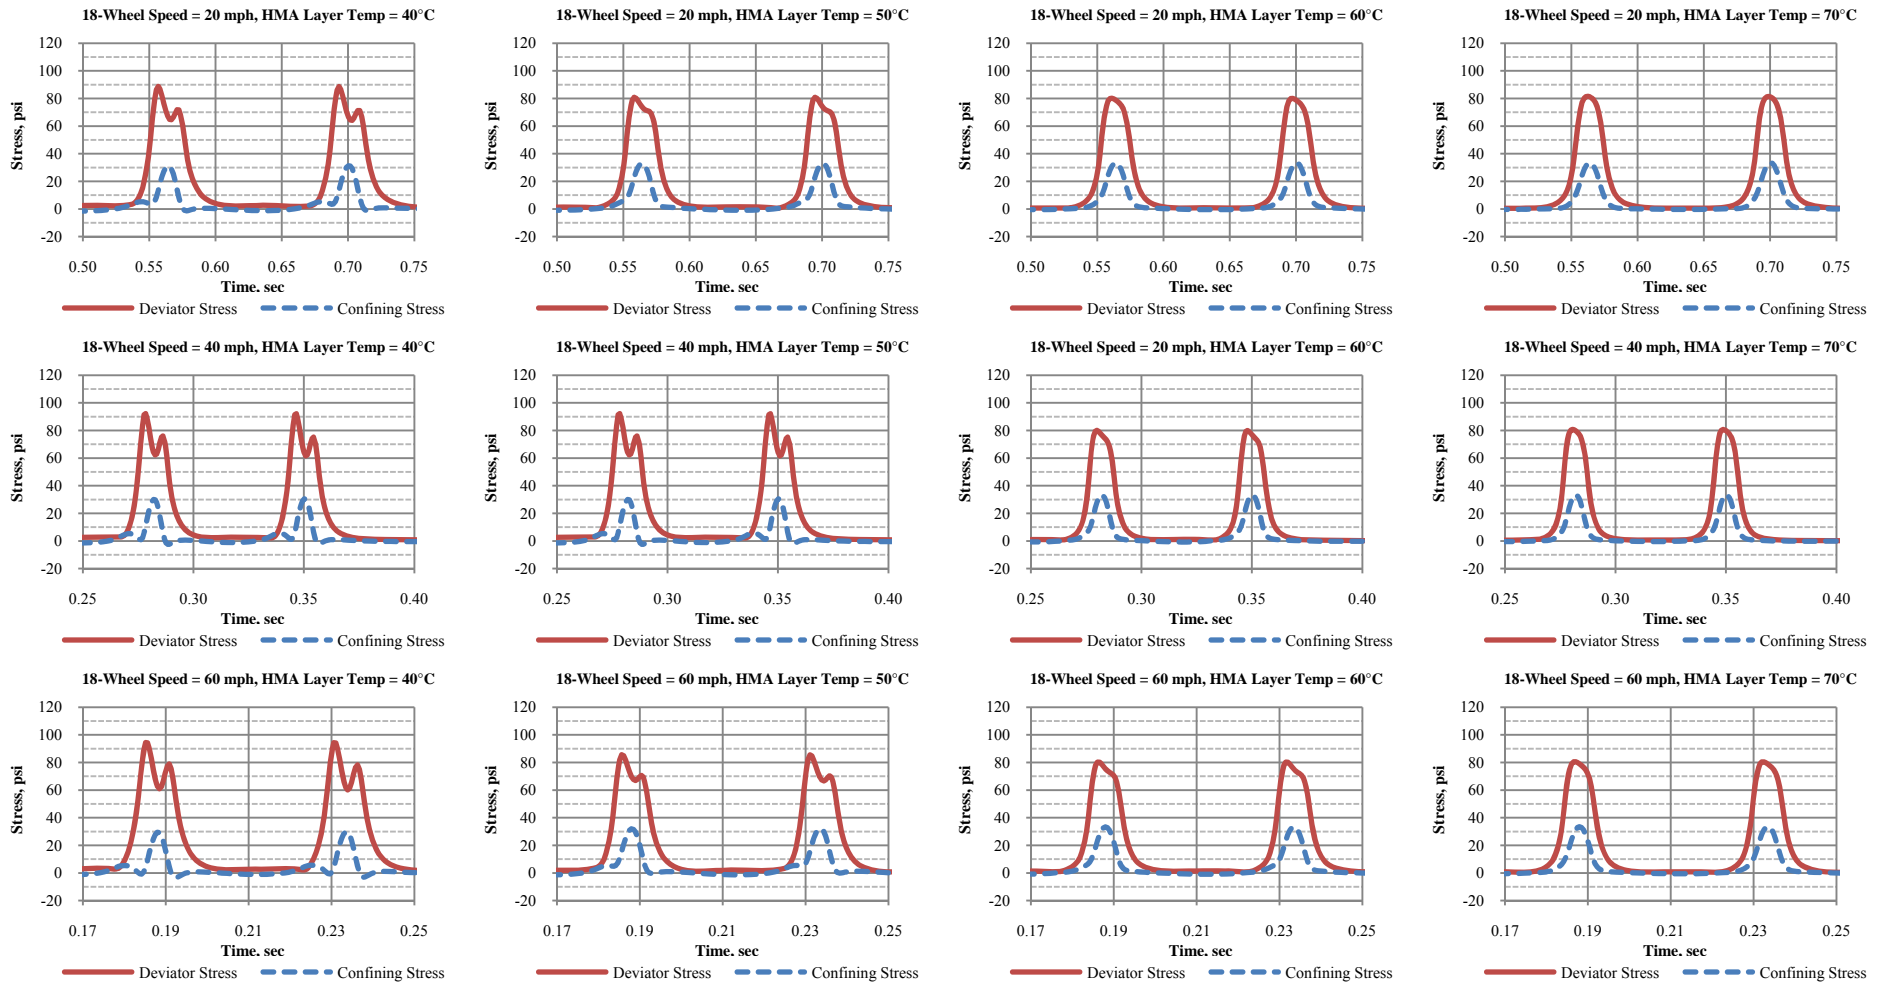 18-Wheel Speed = 20 mph, HMA Layer Temp = 40°C
120
100
80
60
40
20
0
-20
Stress, psi
0.50 0.55 0.60 0.65 0.70 0.75
Time, sec
Deviator Stress Confining Stress
18-Wheel Speed = 20 mph, HMA Layer Temp = 50°C
120
100
80
60
40
20
0
-20
Stress, psi
0.50 0.55 0.60 0.65 0.70 0.75
Time, sec
Deviator Stress Confining Stress
18-Wheel Speed = 20 mph, HMA Layer Temp = 60°C
120
100
80
60
40
20
0
-20
Stress, psi
0.50 0.55 0.60 0.65 0.70 0.75
Time, sec
Deviator Stress Confining Stress
18-Wheel Speed = 20 mph, HMA Layer Temp = 70°C
120
100
80
60
40
20
0
-20
Stress, psi
0.50 0.55 0.60 0.65 0.70 0.75
Time, sec
Deviator Stress Confining Stress
18-Wheel Speed = 40 mph, HMA Layer Temp = 40°C
120
100
80
60
40
20
0
-20
Stress, psi
0.25 0.30 0.35 0.40
Time, sec
Deviator Stress Confining Stress
18-Wheel Speed = 40 mph, HMA Layer Temp = 50°C
120
100
80
60
40
20
0
-20
Stress, psi
0.25 0.30 0.35 0.40
Time, sec
Deviator Stress Confining Stress
18-Wheel Speed = 20 mph, HMA Layer Temp = 60°C
120
100
80
60
40
20
0
-20
Stress, psi
0.25 0.30 0.35 0.40
Time, sec
Deviator Stress Confining Stress
18-Wheel Speed = 40 mph, HMA Layer Temp = 70°C
120
100
80
60
40
20
0
-20
Stress, psi
0.25 0.30 0.35 0.40
Time, sec
Deviator Stress Confining Stress
18-Wheel Speed = 60 mph, HMA Layer Temp = 40°C
120
100
80
60
40
20
0
-20
Stress, psi
0.17 0.19 0.21 0.23 0.25
Time, sec
Deviator Stress Confining Stress
18-Wheel Speed = 60 mph, HMA Layer Temp = 50°C
120
100
80
60
40
20
0
-20
Stress, psi
0.17 0.19 0.21 0.23 0.25
Time, sec
Deviator Stress Confining Stress
18-Wheel Speed = 60 mph, HMA Layer Temp = 60°C
120
100
80
60
40
20
0
-20
Stress, psi
0.17 0.19 0.21 0.23 0.25
Time, sec
Deviator Stress Confining Stress
18-Wheel Speed = 60 mph, HMA Layer Temp = 70°C
120
100
80
60
40
20
0
-20
Stress, psi
0.17 0.19 0.21 0.23 0.25
Time, sec
Deviator Stress Confining Stress